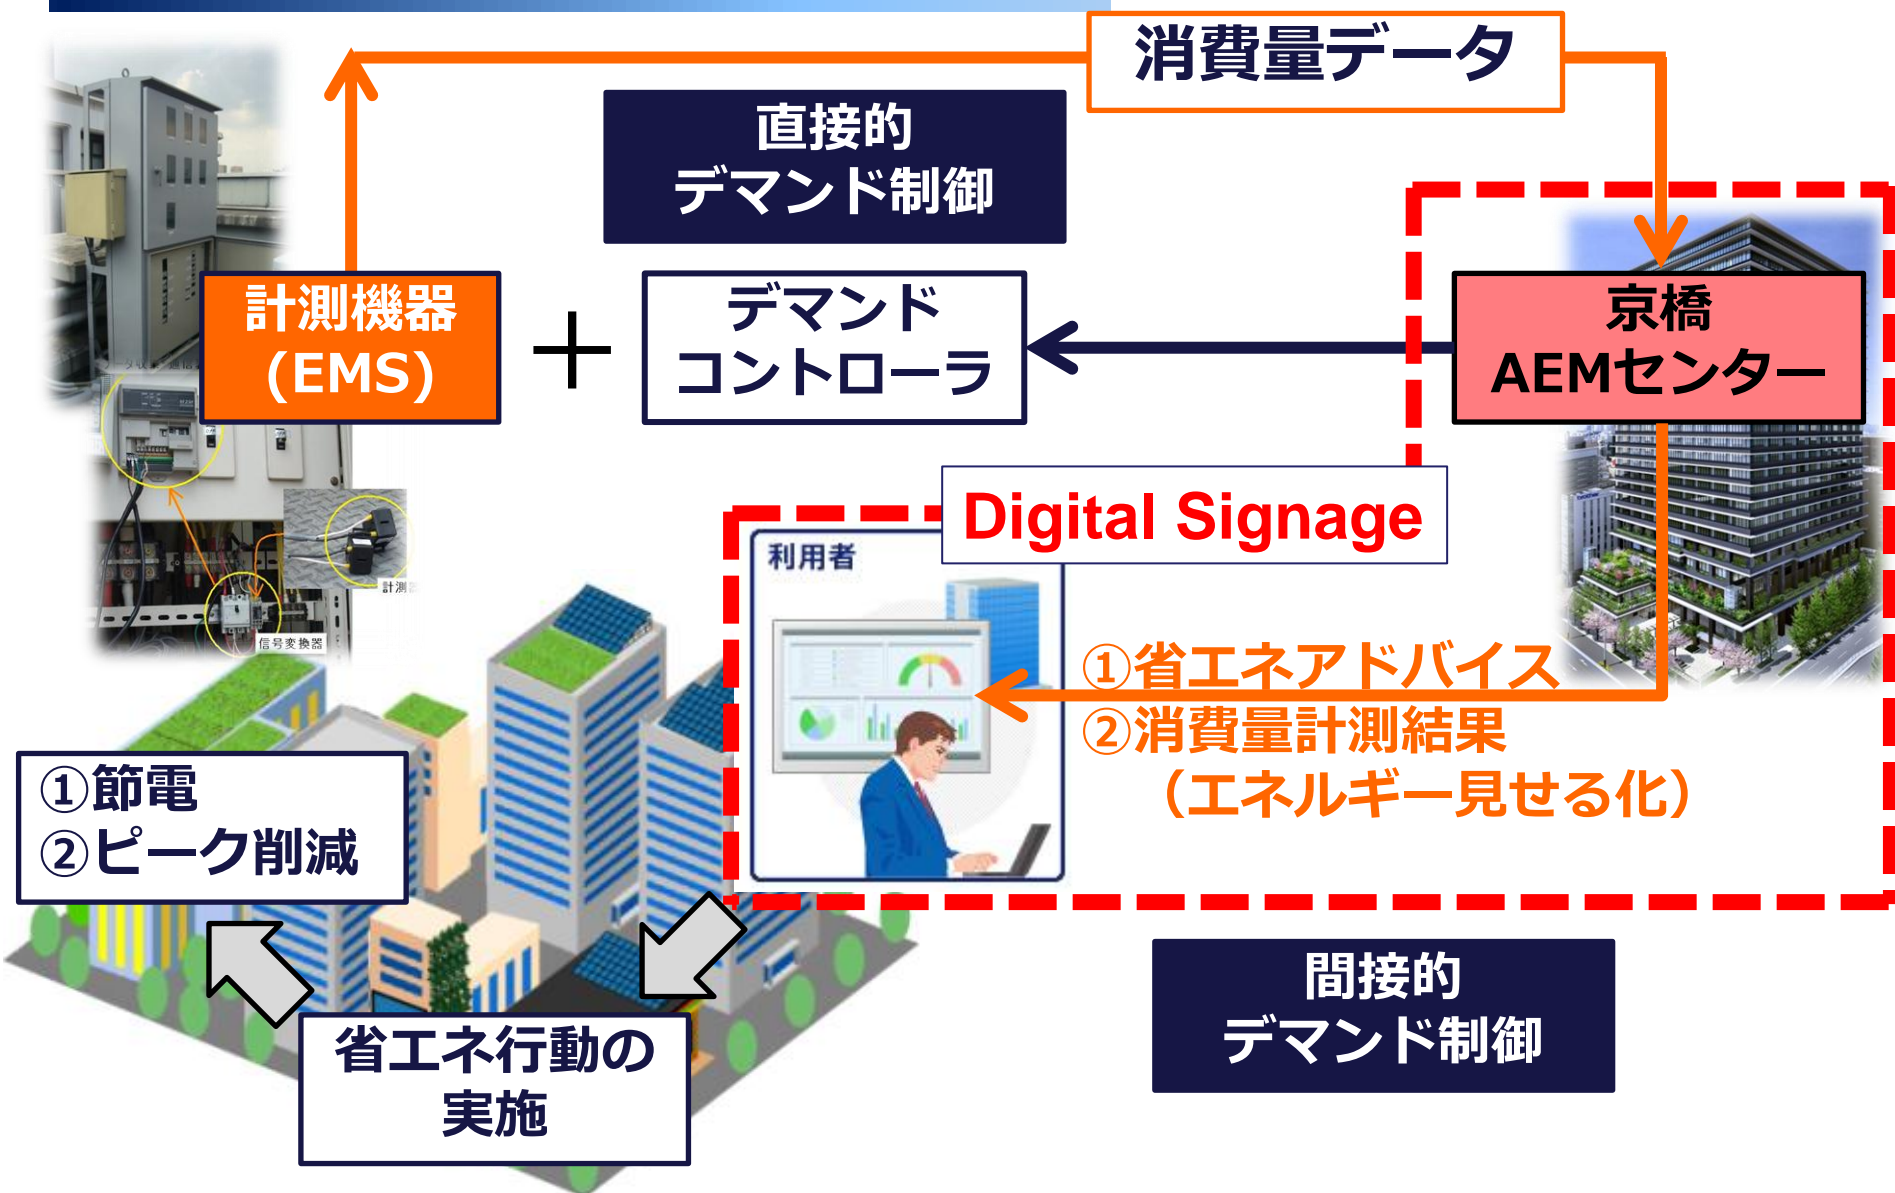 消費量データ
直接的
デマンド制御
計測機器
(EMS)
デマンド
コントローラ
京橋
AEMセンター
Digital Signage
利用者
信号変換器
①省エネアドバイス
②消費量計測結果
（エネルギー見せる化）
①節電
②ピーク削減
間接的
デマンド制御
省エネ行動の
実施